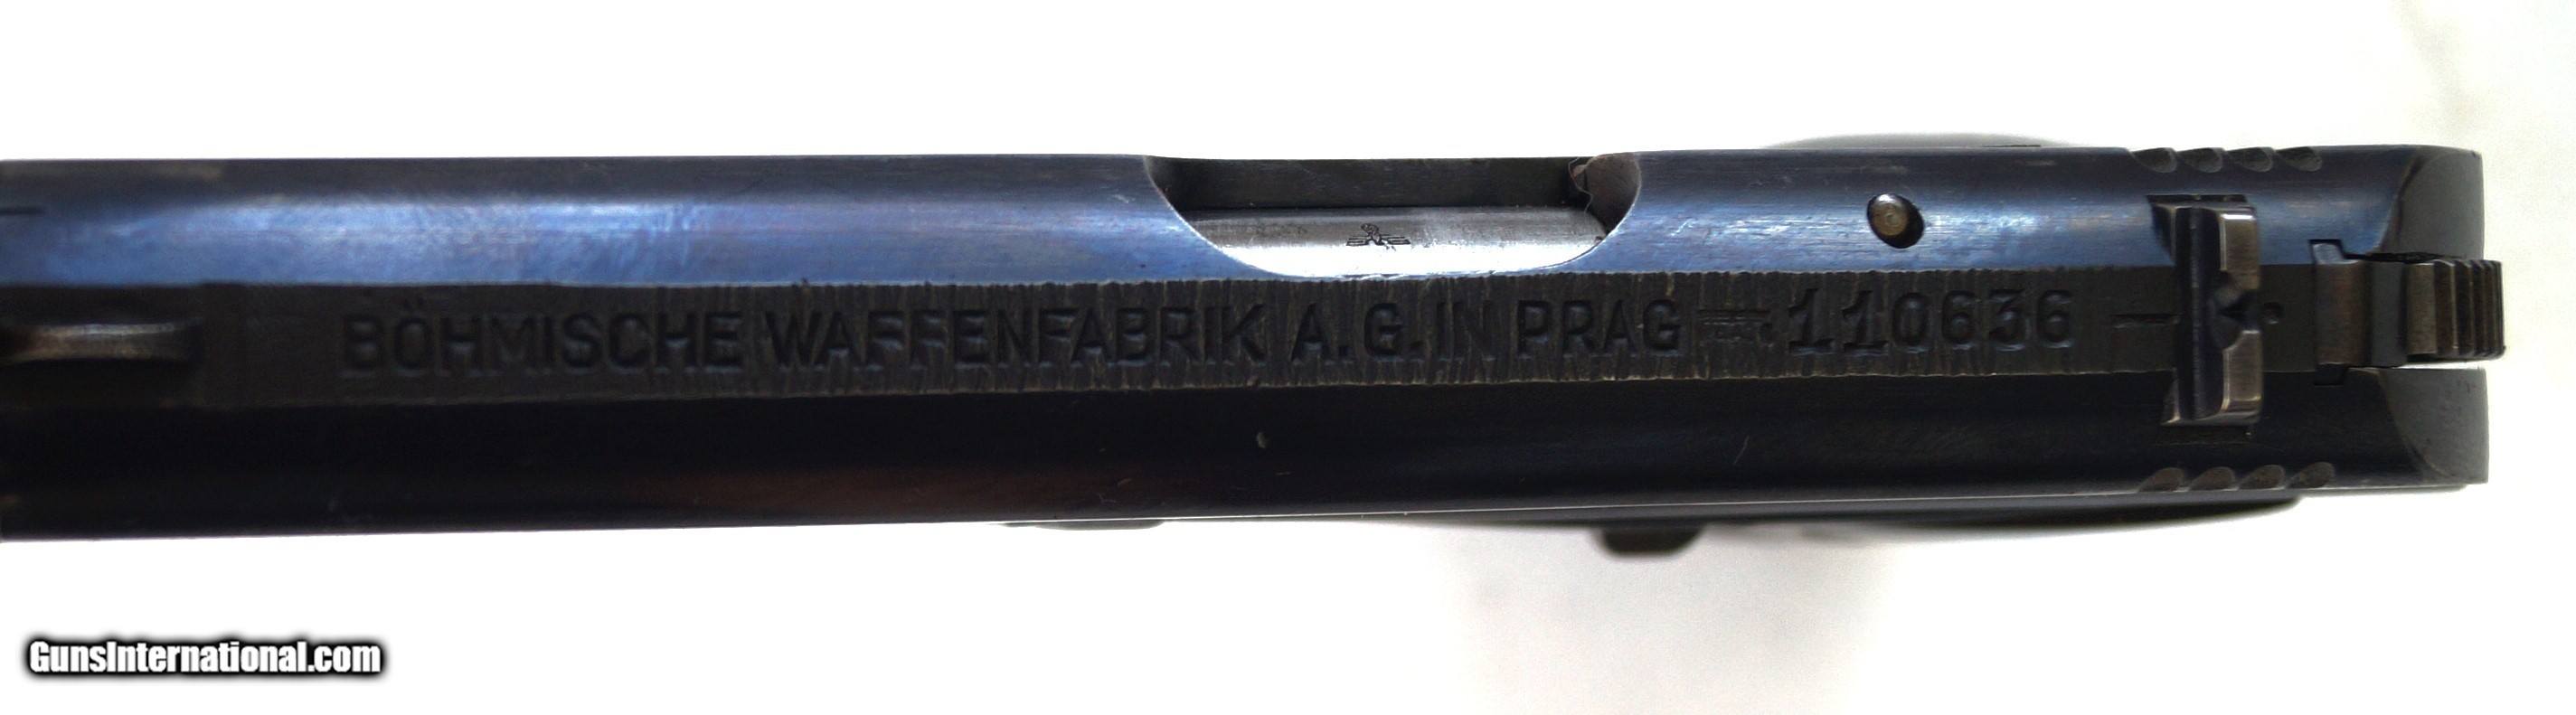 BÖHMISCHE WAFFENFABRIK A.G. IN PRAG 110636
GunsInternational.com